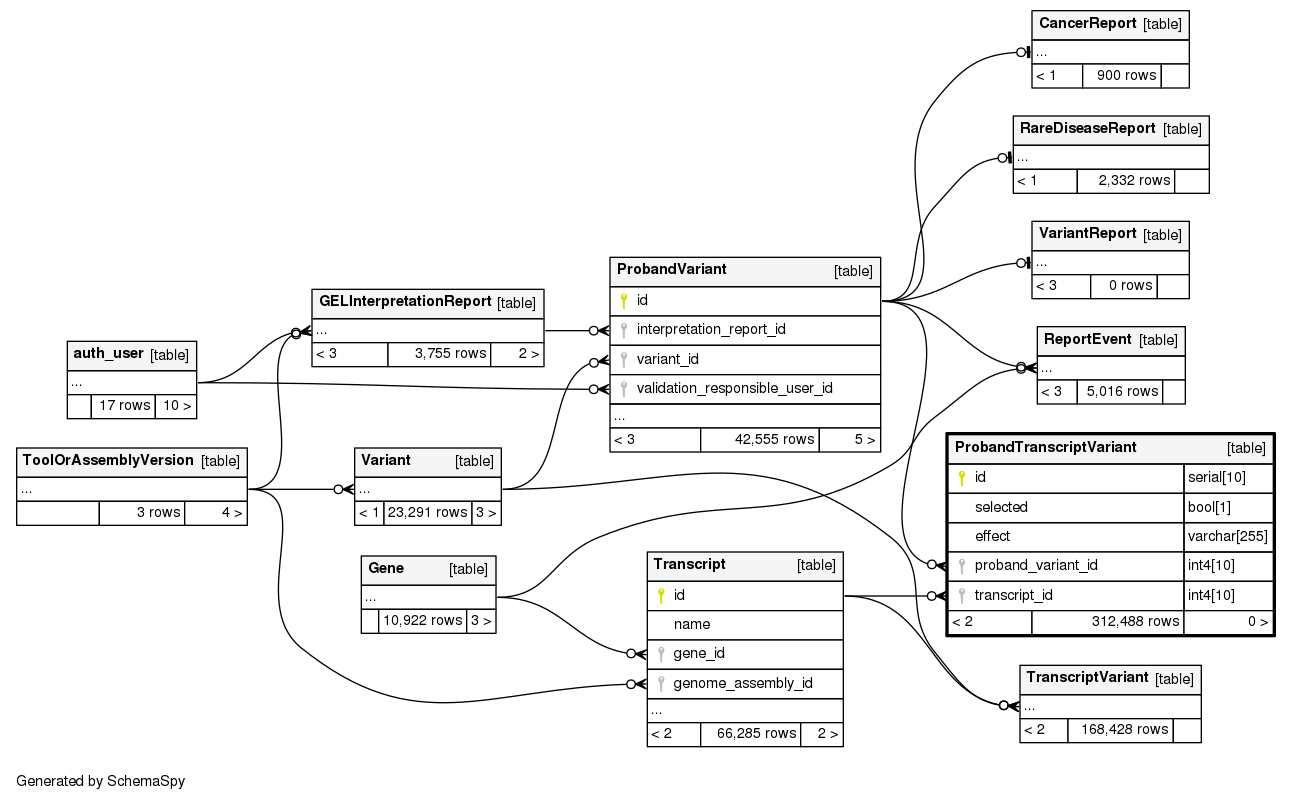 CancerReport [table]
...
< 1 900 rows
RareDiseaseReport [table]
...
< 1 2,332 rows
VariantReport [table]
...
< 3 0 rows
ProbandVariant [table]
id
interpretation_report_id
variant_id
validation_responsible_user_id
...
< 3 42,555 rows 5 >
GELInterpretationReport [table]
...
< 3 3,755 rows 2 >
ReportEvent [table]
...
< 3 5,016 rows
auth_user [table]
...
17 rows 10 >
ProbandTranscriptVariant [table]
id serial[10]
selected bool[1]
effect varchar[255]
proband_variant_id int4[10]
transcript_id int4[10]
< 2 312,488 rows 0 >
ToolOrAssemblyVersion [table]
...
3 rows 4 >
Variant [table]
...
< 1 23,291 rows 3 >
Gene [table]
...
10,922 rows 3 >
Transcript [table]
id
name
gene_id
genome_assembly_id
...
< 2 66,285 rows 2 >
TranscriptVariant [table]
...
< 2 168,428 rows
Generated by SchemaSpy